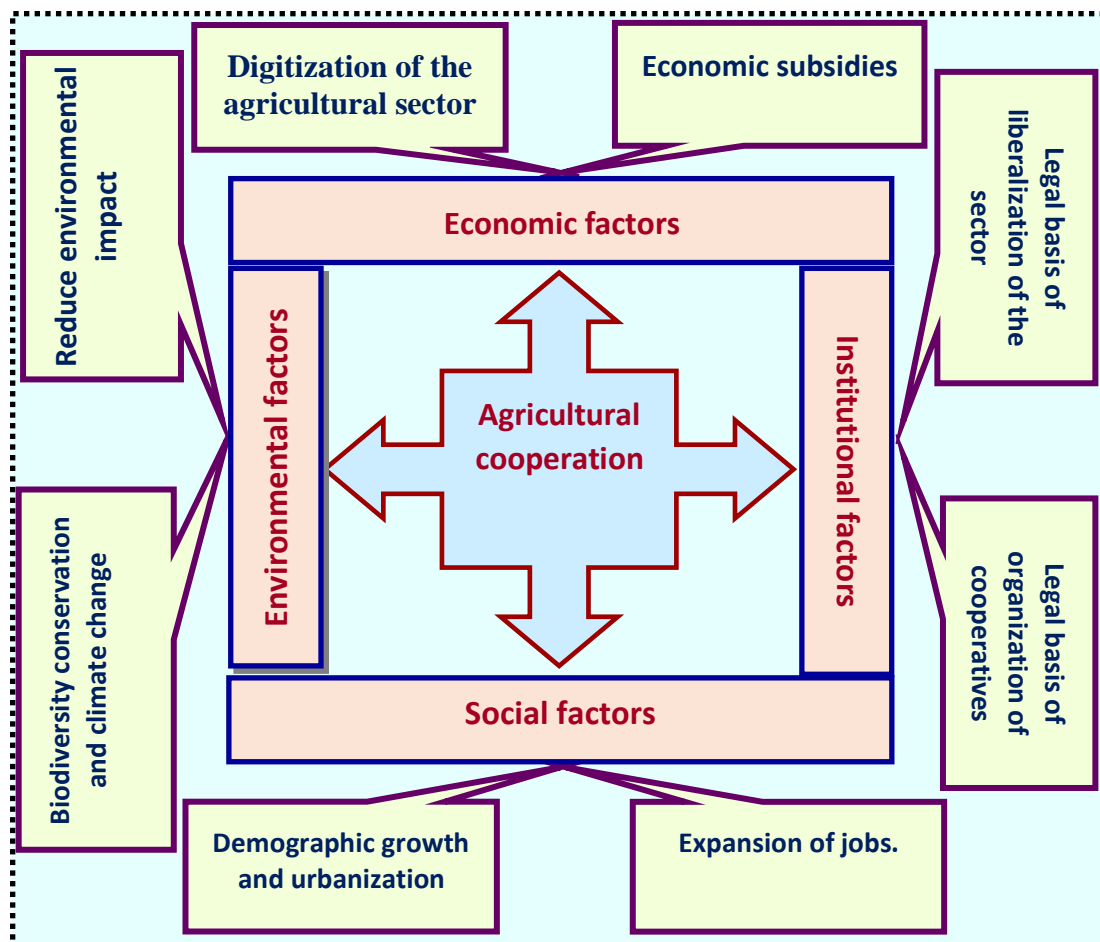 Digitization of the
agricultural sector
Economic subsidies
Reduce environmental
impact
Legal basis of
liberalization of the
sector
Economic factors
Environmental factors
Agricultural
cooperation
Institutional factors
Biodiversity conservation
and climate change
Legal basis of
organization of
cooperatives
Social factors
Demographic growth
and urbanization
Expansion of jobs.